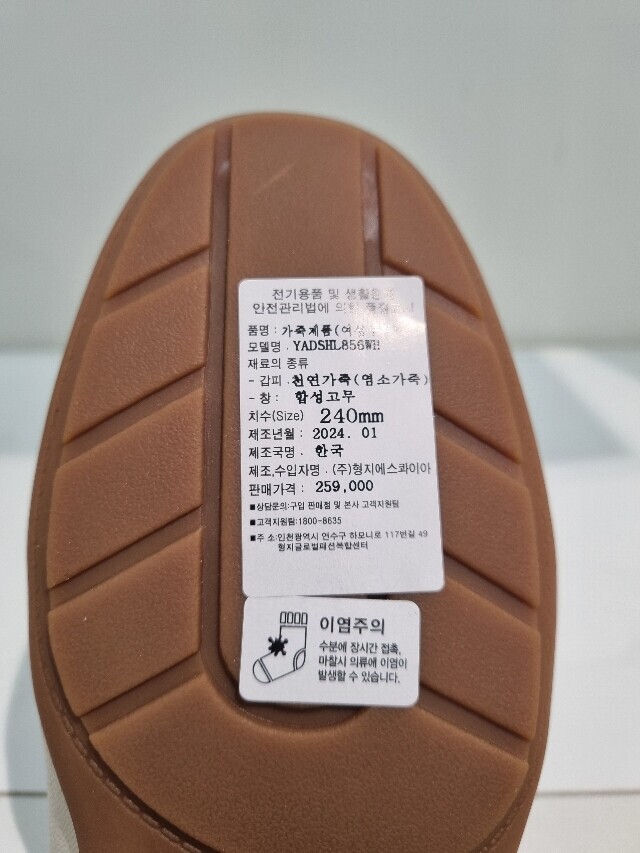 전기용품 및 생활용품
안전관리법에 의한 품질표시
품명 : 가죽제품(여성
모델명 . YADSHL856WH
재료의 종류
- 갑피 . 천연가죽(염소가죽)
- 창 : 합성고무
치수(Size) 240mm
제조년월 : 2024. 01
제조국명 . 한국
제조,수입자명 . (주)형지에스콰이아
판매가격 : 259,000
■상담문의:구입 판매점 및 본사 고객지원팀
■고객지원팀:1800-8635
■주 소:인천광역시 연수구 하모니로 177번길 49
형지글로벌패션복합센터
이염주의
수분에 장시간 접촉,
마찰시 의류에 이염이
발생할 수 있습니다.